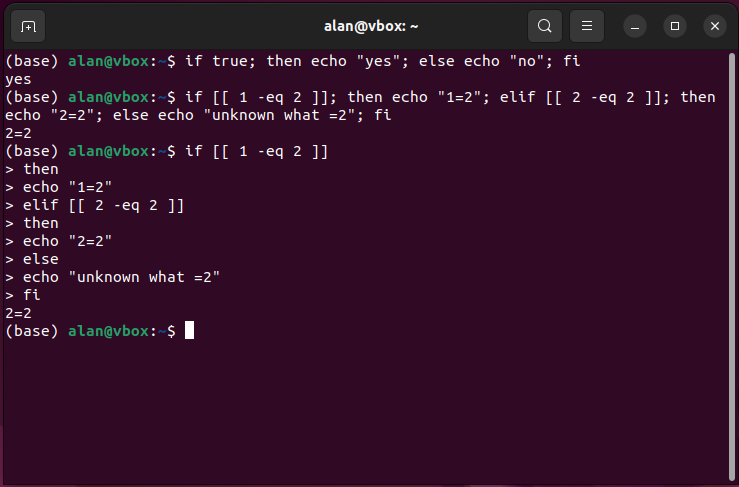 alan@vbox: ~
(base) alan@vbox:~$ if true; then echo "yes"; else echo "no"; fi
yes
(base) alan@vbox:~$ if [[ 1 -eq 2 ]]; then echo "1=2"; elif [[ 2 -eq 2 ]]; then
echo "2=2"; else echo "unknown what =2"; fi
2=2
(base) alan@vbox:~$ if [[ 1 -eq 2 ]]
> then
> echo "1=2"
> elif [[ 2 -eq 2 ]]
> then
> echo "2=2"
> else
> echo "unknown what =2"
> fi
2=2
(base) alan@vbox:~$